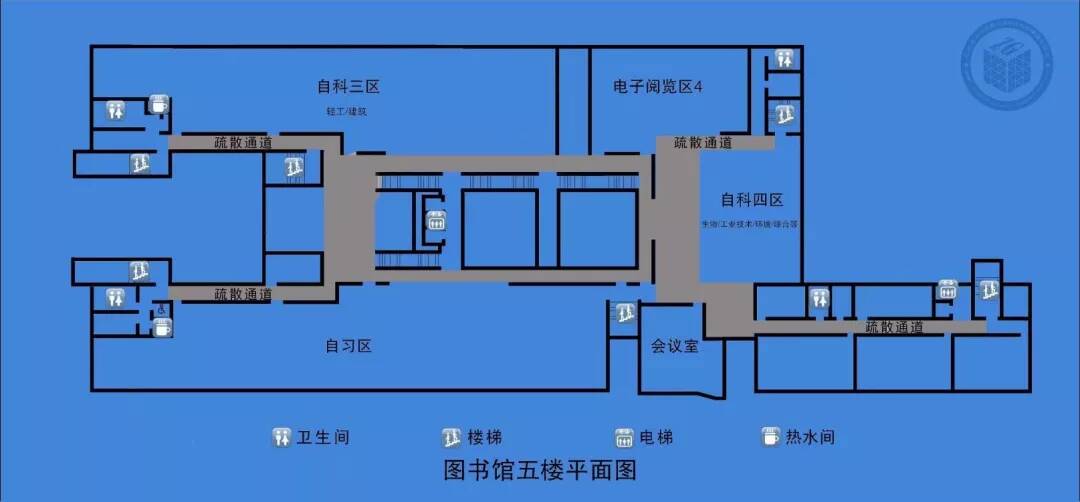 自科三区
轻工/建筑
电子阅览区4
疏散通道
疏散通道
自科四区
生物/工业技术/环境/综合等
疏散通道
疏散通道
自习区
会议室
卫生间
楼梯
电梯
热水间
图书馆五楼平面图